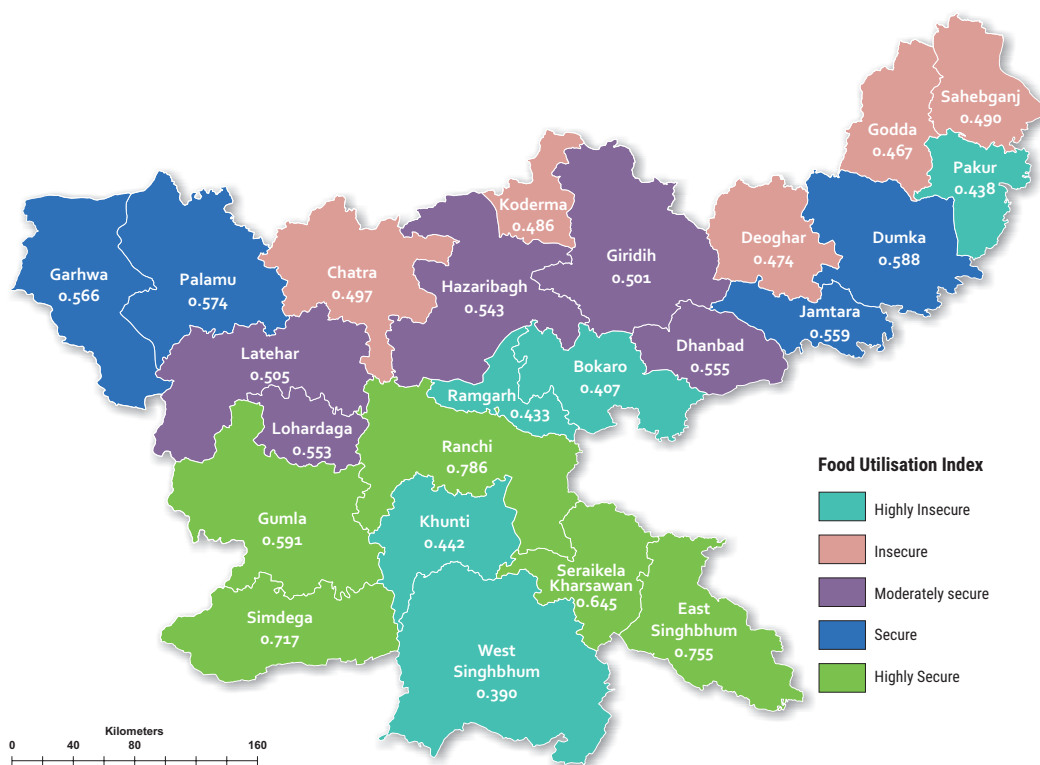 Sahebganj
0.490
Godda
0.467
Pakur
0.438
Koderma
0.486
Giridih
0.501
Deoghar
0.474
Dumka
0.588
Garhwa
0.566
Palamu
0.574
Chatra
0.497
Hazaribagh
0.543
Jamtara
0.559
Dhanbad
0.555
Latehar
0.505
Bokaro
0.407
Ramgarh
0.433
Lohardaga
0.553
Ranchi
0.786
Gumla
0.591
Khunti
0.442
Seraikela
Kharsawan
0.645
Simdega
0.717
East
Singhbhum
0.755
West
Singhbhum
0.390
Food Utilisation Index
Highly Insecure
Insecure
Moderately secure
Secure
Highly Secure
Kilometers
0 40 80 160